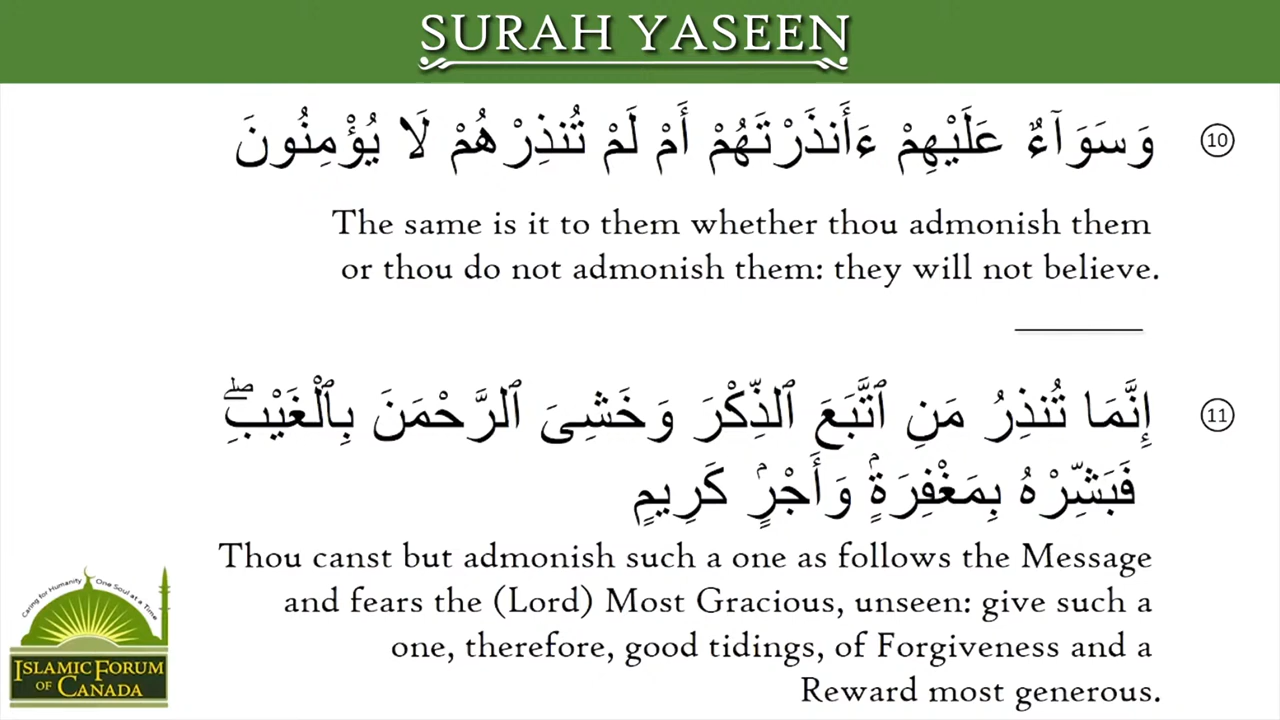 SURAH YASEEN
وَسَوَآءٌ عَلَيْهِمْ ءَأَنذَرْتَهُمْ أَمْ لَمْ تُنذِرْهُمْ لَا يُؤْمِنُونَ
10
The same is it to them whether thou admonish them
or thou do not admonish them: they will not believe.
إِنَّمَا تُنذِرُ مَنِ ٱتَّبَعَ ٱلذِّكْرَ وَخَشِىَ ٱلرَّحْمَنَ بِٱلْغَيْبِۖ
11
فَبَشِّرْهُ بِمَغْفِرَةٍۢ وَأَجْرٍۢ كَرِيمٍ
Thou canst but admonish such a one as follows the Message
and fears the (Lord) Most Gracious, unseen: give such a
one, therefore, good tidings, of Forgiveness and a
Reward most generous.
Caring for Humanity One Soul at a Time
ISLAMIC FORUM
OF CANADA